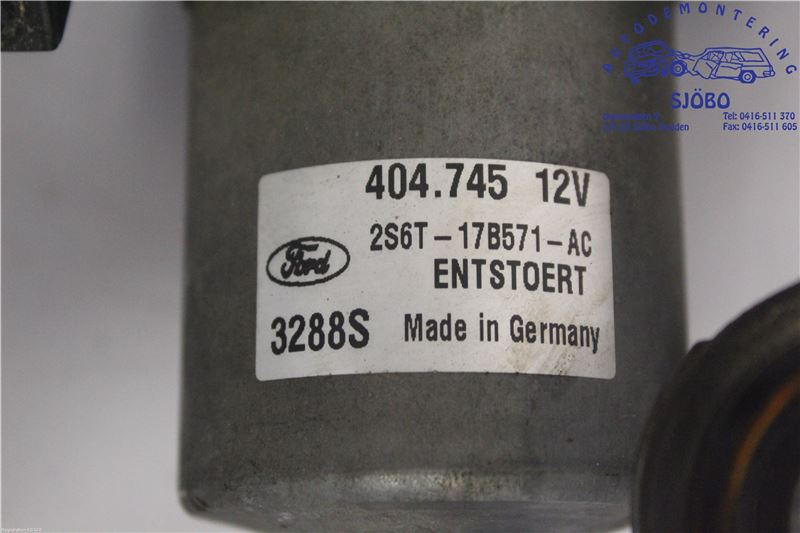 AUTODEMONTERING
SJÖBO
Tel: 0416-511 370
Fax: 0416-511 605
404.745 12V
2S6T-17B571-AC
Ford
ENTSTOERT
3288S Made in Germany